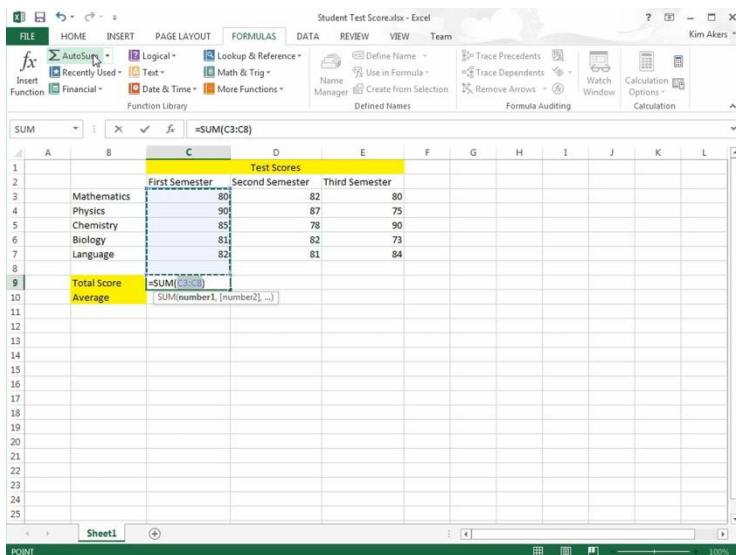 Student Test Score.xlsx - Excel
FILE HOME INSERT PAGE LAYOUT FORMULAS DATA REVIEW VIEW Team Kim Akers
fx Insert Function
Σ AutoSum
Recently Used
Financial
Logical
Text
Date & Time
Lookup & Reference
Math & Trig
More Functions
Function Library
Name Manager
Define Name
Use in Formula
Create from Selection
Defined Names
Trace Precedents
Trace Dependents
Remove Arrows
Formula Auditing
Watch Window
Calculation Options
Calculation
SUM fx =SUM(C3:C8)
A B C D E F G H I J K L
1 Test Scores
2 First Semester Second Semester Third Semester
3 Mathematics 80 82 80
4 Physics 90 87 75
5 Chemistry 85 78 90
6 Biology 81 82 73
7 Language 82 81 84
8
9 Total Score =SUM(C3:C8)
10 Average SUM(number1, [number2], ...)
11
12
13
14
15
16
17
18
19
20
21
22
23
24
25
Sheet1
POINT 100%